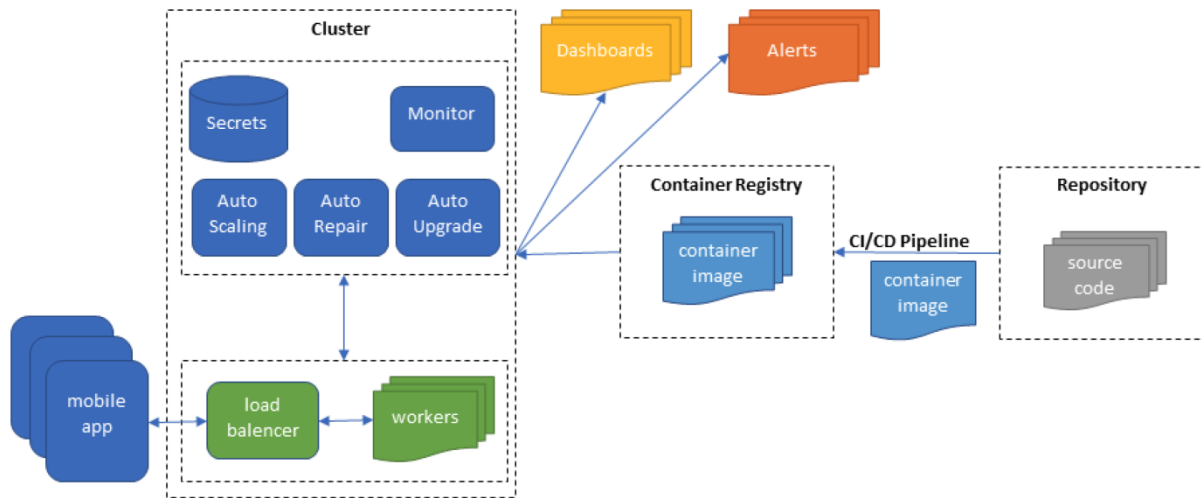 Cluster
Dashboards
Alerts
Secrets
Monitor
Auto
Scaling
Auto
Repair
Auto
Upgrade
Container Registry
container
image
CI/CD Pipeline
container
image
Repository
source
code
mobile
app
load
balencer
workers